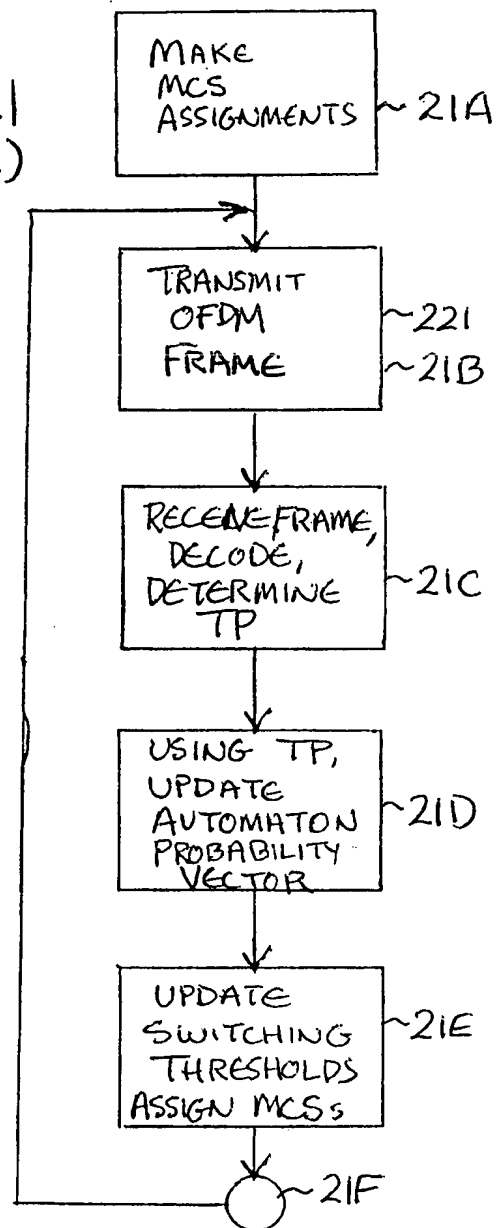 MAKE
MCS
ASSIGNMENTS
21A
)
TRANSMIT
OFDM
FRAME
221
21B
RECEIVE FRAME,
DECODE,
DETERMINE
TP
21C
USING TP,
UPDATE
AUTOMATON
PROBABILITY
VECTOR
21D
UPDATE
SWITCHING
THRESHOLDS
ASSIGN MCSs
21E
21F